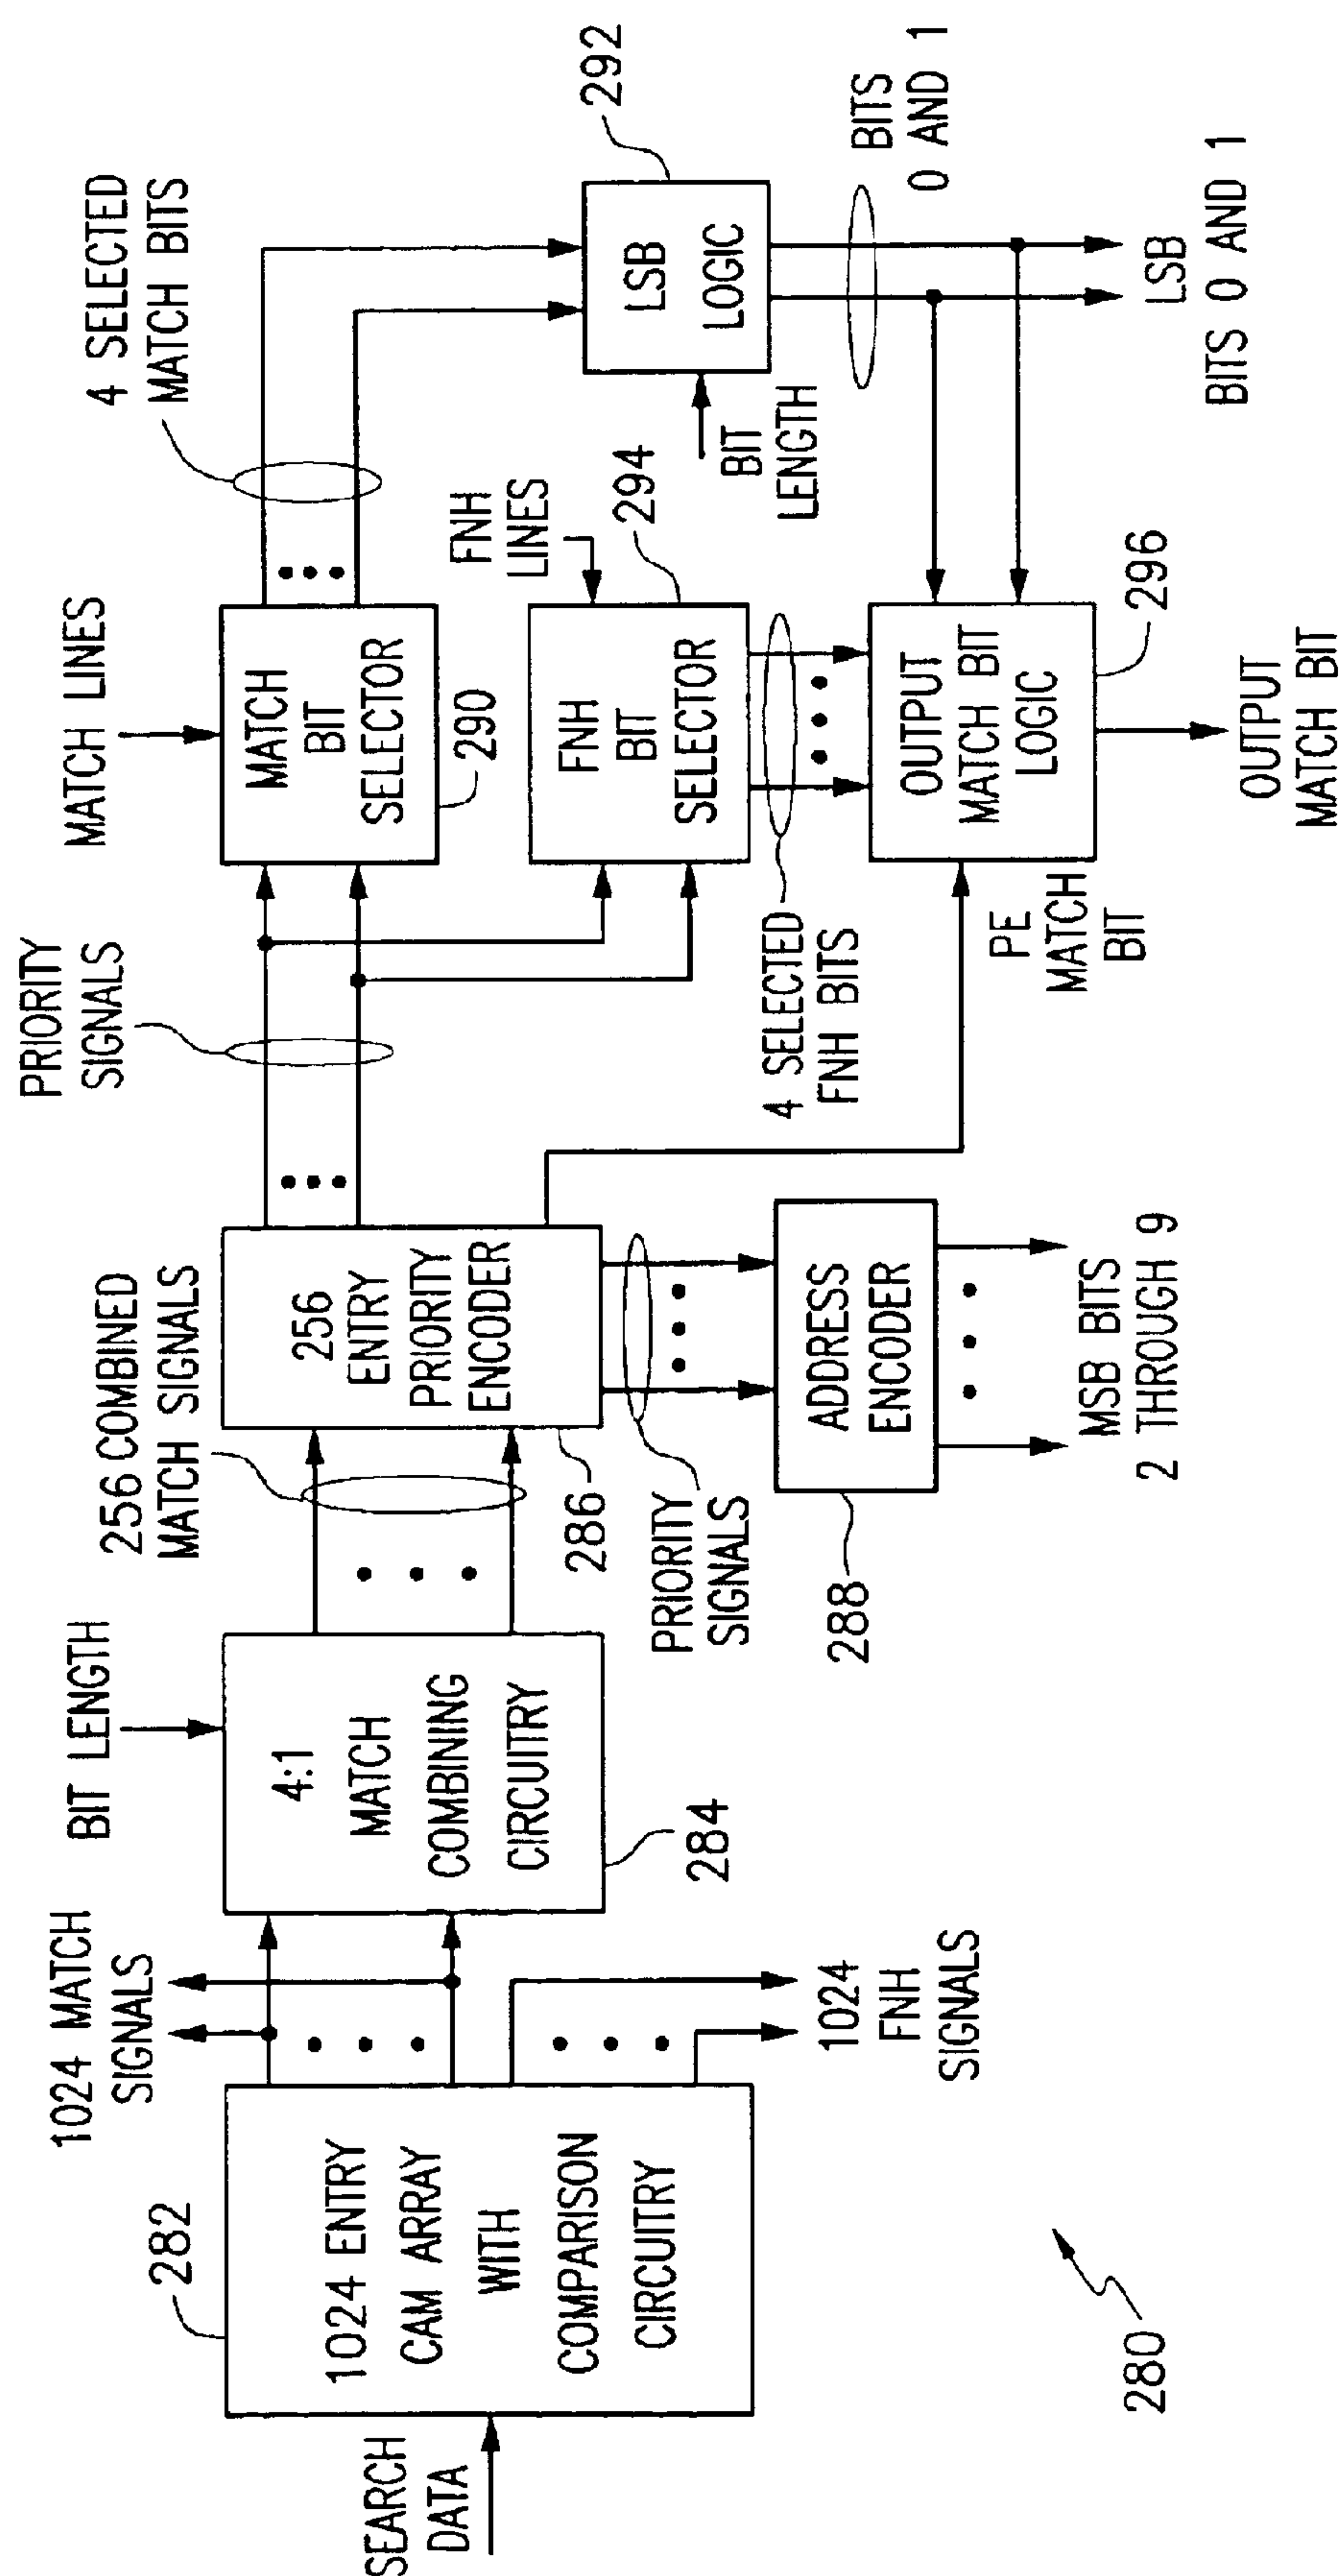 SEARCH
DATA
282
1024 ENTRY
CAM ARRAY
WITH
COMPARISON
CIRCUITRY
1024 MATCH
SIGNALS
1024
FNH
SIGNALS
280
BIT LENGTH
4:1
MATCH
COMBINING
CIRCUITRY
284
256 COMBINED
MATCH SIGNALS
256
ENTRY
PRIORITY
ENCODER
286
PRIORITY
SIGNALS
ADDRESS
ENCODER
288
MSB BITS
2 THROUGH 9
PRIORITY
SIGNALS
MATCH LINES
MATCH
BIT
SELECTOR
290
FNH
LINES
294
FNH
BIT
SELECTOR
4 SELECTED
FNH BITS
PE
MATCH
BIT
OUTPUT
MATCH BIT
LOGIC
296
OUTPUT
MATCH BIT
4 SELECTED
MATCH BITS
292
LSB
LOGIC
BIT
LENGTH
BITS
0 AND 1
LSB
BITS 0 AND 1